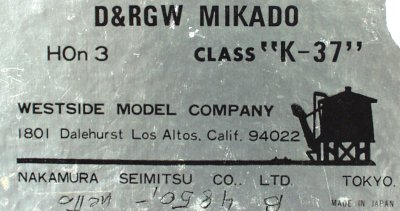 D&RGW MIKADO
HOn3 CLASS "K-37"
WESTSIDE MODEL COMPANY
1801 Dalehurst Los Altos, Calif. 94022
NAKAMURA SEIMITSU CO., LTD. TOKYO.
MADE IN JAPAN